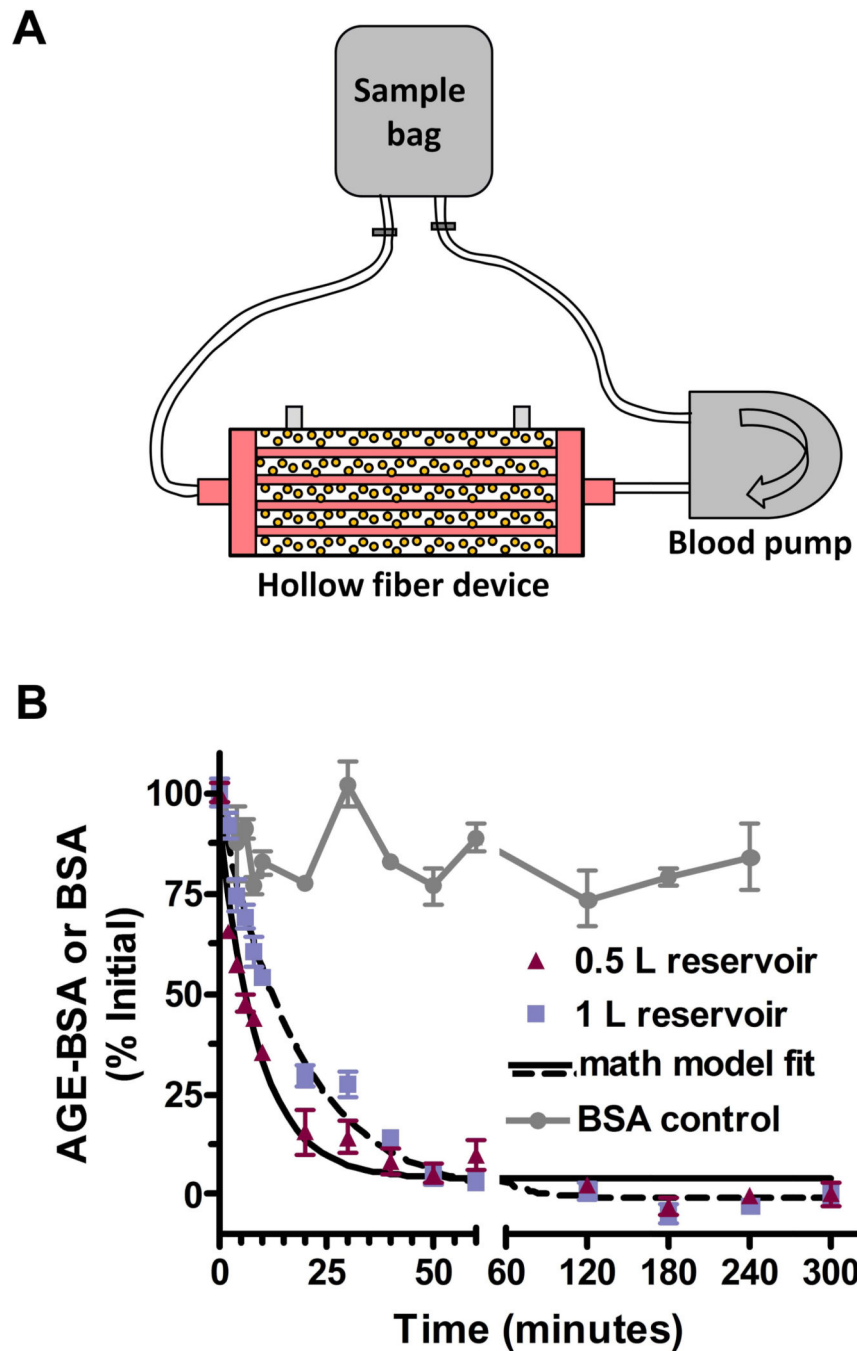 A
Sample
bag
Blood pump
Hollow fiber device
B
AGE-BSA or BSA
(% Initial)
100
75
50
25
0
0.5 L reservoir
1 L reservoir
math model fit
BSA control
0 25 50 60 120 180 240 300
Time (minutes)